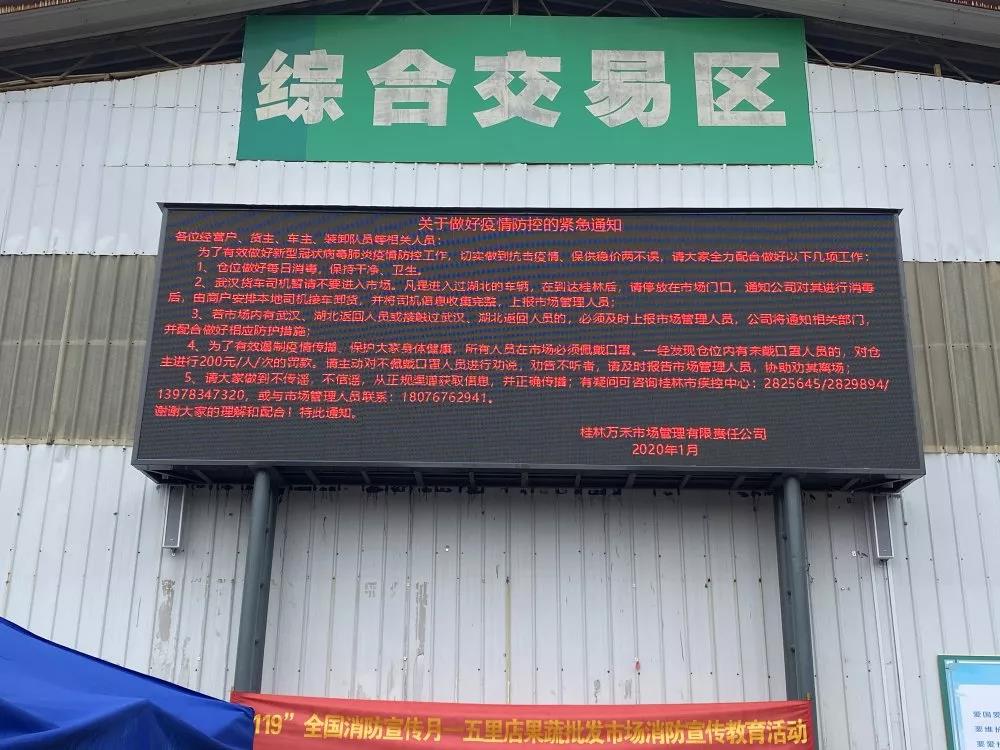 综合交易区
关于做好疫情防控的紧急通知
各位经营户、货主、车主、装卸队员等相关人员：
为了有效做好新型冠状病毒肺炎疫情防控工作，切实做到抗击疫情、保供稳价两不误，请大家全力配合做好以下几项工作：
1、仓位做好每日消毒，保持干净、卫生。
2、武汉货车司机暂请不要进入市场。凡是进入过湖北的车辆，在到达桂林后，请停放在市场门口，通知公司对其进行消毒
后，由商户安排本地司机接车卸货，并将司机信息收集完整，上报市场管理人员；
3、若市场内有武汉、湖北返回人员或接触过武汉、湖北返回人员的，必须及时上报市场管理人员，公司将通知相关部门，
并配合做好相应防护措施；
4、为了有效遏制疫情传播、保护大家身体健康，所有人员在市场必须佩戴口罩。一经发现仓位内有未戴口罩人员的，对仓
主进行200元/人/次的罚款。请主动对不佩戴口罩人员进行劝说，劝告不听者，请及时报告市场管理人员，协助劝其离场；
5、请大家做到不传谣，不信谣，从正规渠道获取信息，并正确传播；有疑问可咨询桂林市疾控中心：2825645/2829894/
13978347320，或与市场管理人员联系：18076762941。
谢谢大家的理解和配合！特此通知。
桂林万禾市场管理有限责任公司
2020年1月
119”全国消防宣传月—五里店果蔬批发市场消防宣传教育活动
爱国爱
要维
要爱